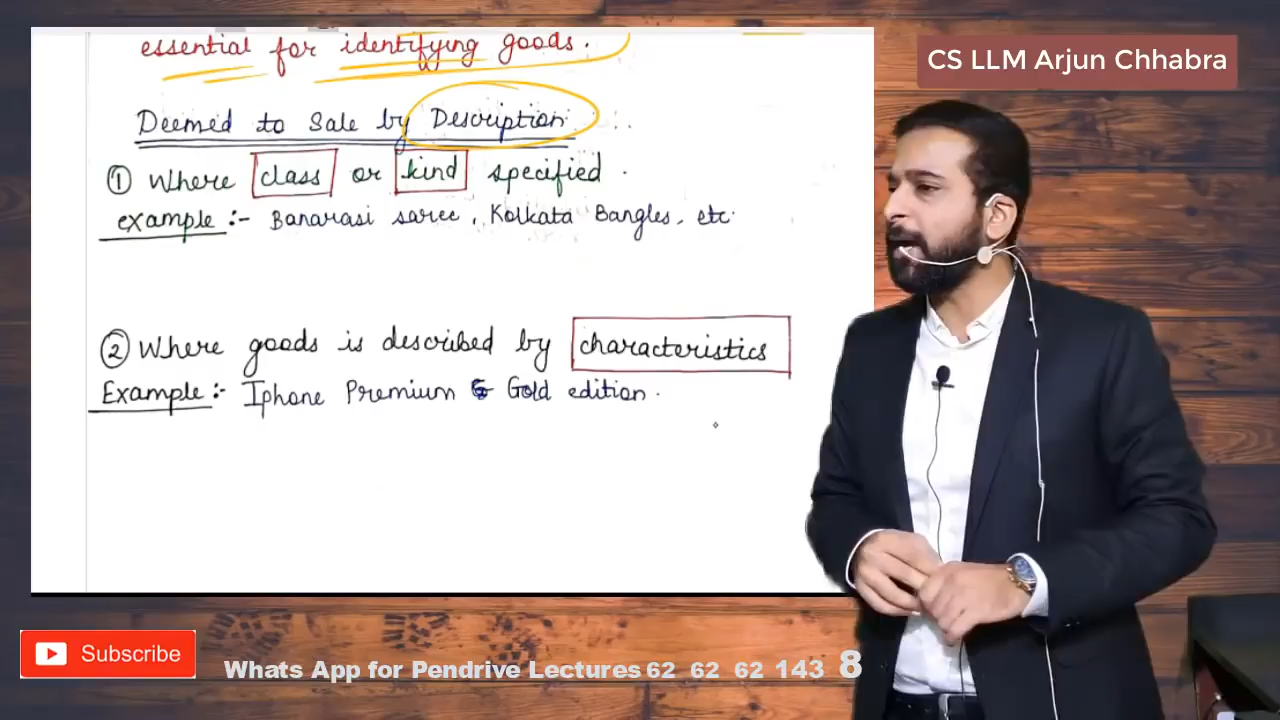 essential for identifying goods.
CS LLM Arjun Chhabra
Deemed to Sale by Description
① Where class or kind specified.
example :- Banarasi saree, Kolkata Bangles, etc.
② Where goods is described by characteristics
Example :- Iphone Premium G Gold edition.
Subscribe
Whats App for Pendrive Lectures 62 62 62 143 8